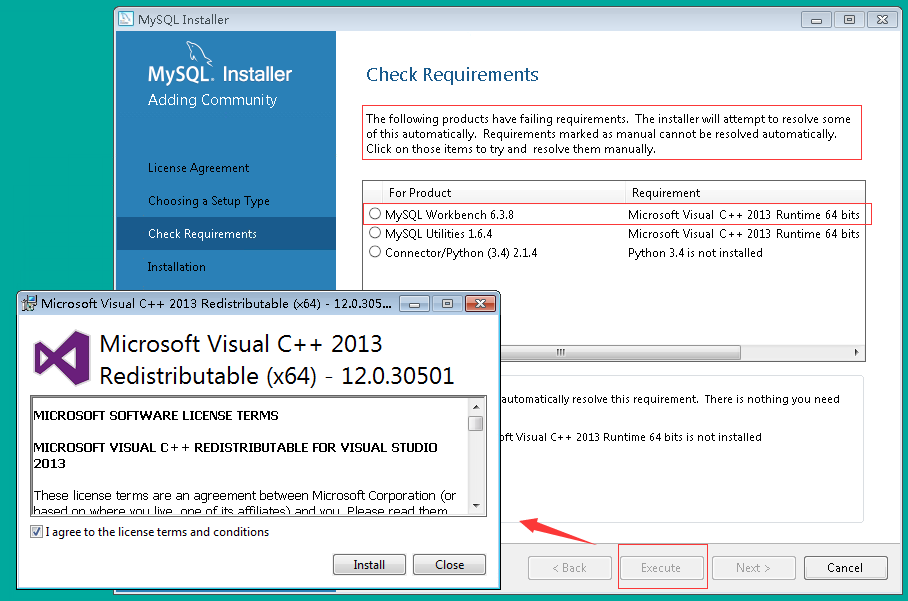 MySQL Installer
MySQL. Installer
Adding Community
License Agreement
Choosing a Setup Type
Check Requirements
Installation
Check Requirements
The following products have failing requirements. The installer will attempt to resolve some
of this automatically. Requirements marked as manual cannot be resolved automatically.
Click on those items to try and resolve them manually.
For Product Requirement
MySQL Workbench 6.3.8 Microsoft Visual C++ 2013 Runtime 64 bits
MySQL Utilities 1.6.4 Microsoft Visual C++ 2013 Runtime 64 bits
Connector/Python (3.4) 2.1.4 Python 3.4 is not installed
automatically resolve this requirement. There is nothing you need
Visual C++ 2013 Runtime 64 bits is not installed
< Back
Execute
Next >
Cancel
Microsoft Visual C++ 2013 Redistributable (x64) - 12.0.305...
Microsoft Visual C++ 2013
Redistributable (x64) - 12.0.30501
MICROSOFT SOFTWARE LICENSE TERMS
MICROSOFT VISUAL C++ REDISTRIBUTABLE FOR VISUAL STUDIO
2013
These license terms are an agreement between Microsoft Corporation (or
based on where you live, one of its affiliates) and you. Please read them
I agree to the license terms and conditions
Install
Close